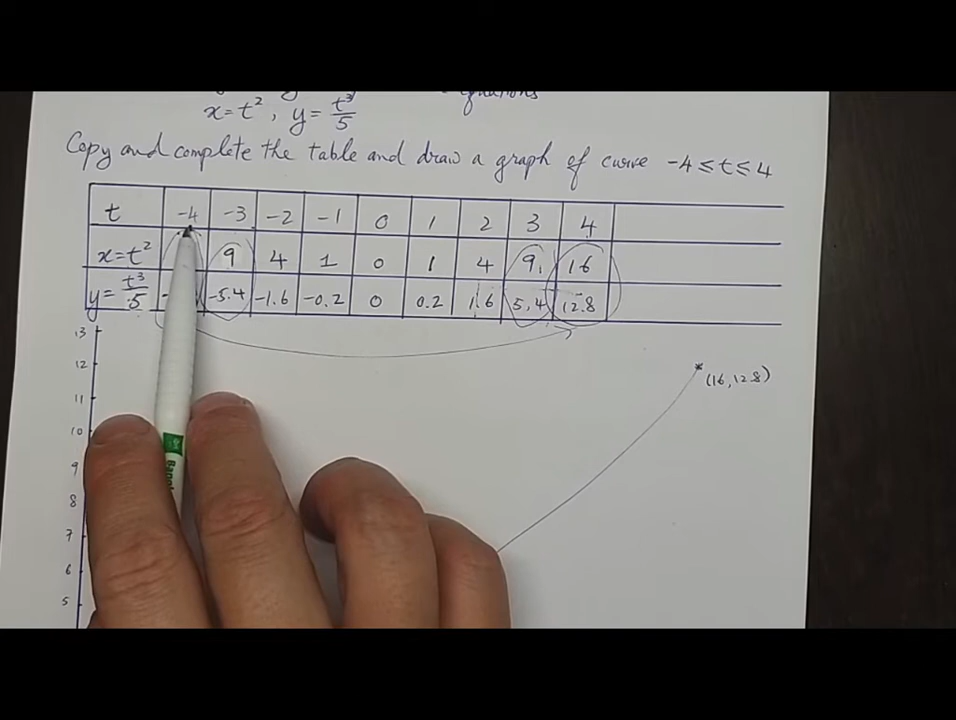 equations
x=t², y=t³/5
Copy and complete the table and draw a graph of curve -4≤t≤4
t -4 -3 -2 -1 0 1 2 3 4
x=t² 9 4 1 0 1 4 9 16
y=t³/5 -5.4 -1.6 -0.2 0 0.2 1.6 5.4 12.8
13
12
(16,12.8)
11
10
9
8
7
6
5